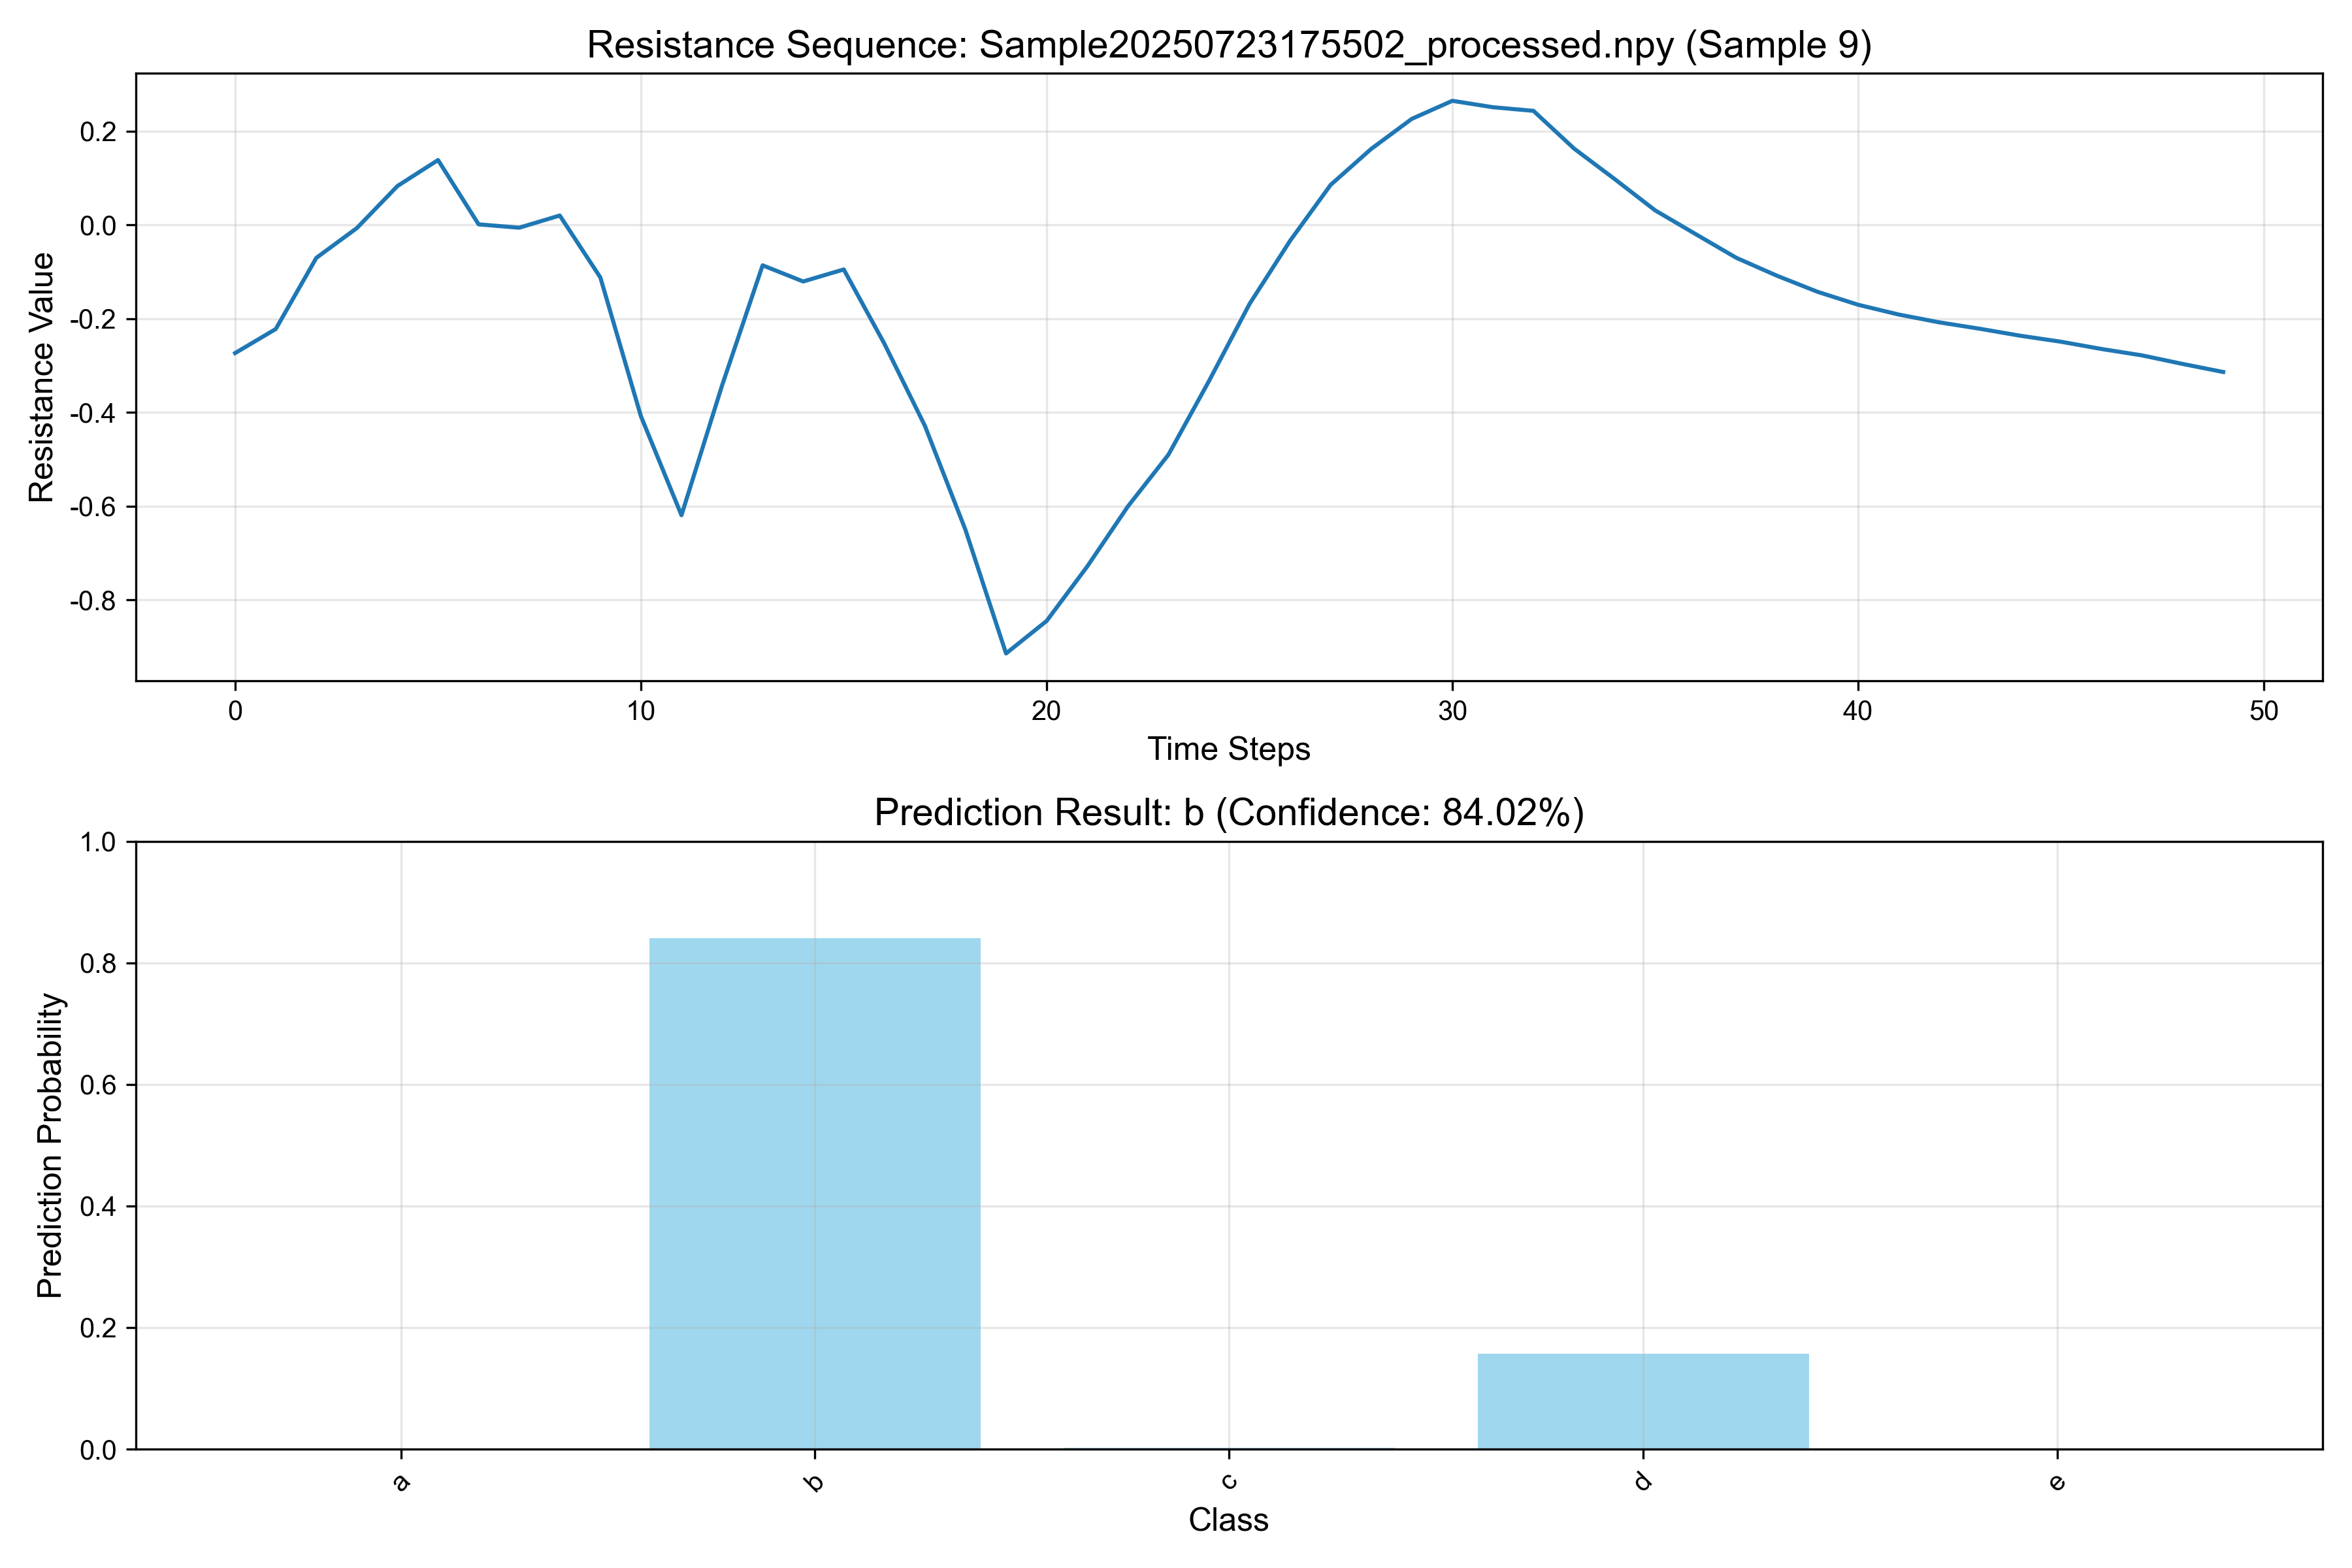 Resistance Sequence: Sample20250723175502_processed.npy (Sample 9)
0.2
0.0
-0.2
-0.4
-0.6
-0.8
Resistance Value
0 10 20 30 40 50
Time Steps
Prediction Result: b (Confidence: 84.02%)
1.0
0.8
0.6
0.4
0.2
0.0
Prediction Probability
a b c d e
Class